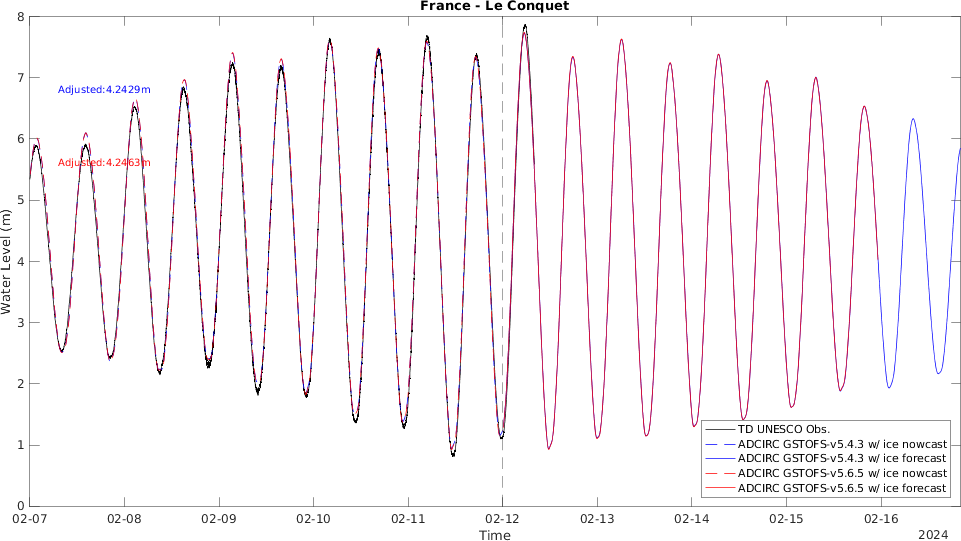 France - Le Conquet
Water Level (m)
8
7
6
5
4
3
2
1
0
Adjusted:4.2429m
Adjusted:4.2463m
TD UNESCO Obs.
ADCIRC GSTOFS-v5.4.3 w/ ice nowcast
ADCIRC GSTOFS-v5.4.3 w/ ice forecast
ADCIRC GSTOFS-v5.6.5 w/ ice nowcast
ADCIRC GSTOFS-v5.6.5 w/ ice forecast
02-07 02-08 02-09 02-10 02-11 02-12 02-13 02-14 02-15 02-16
Time
2024